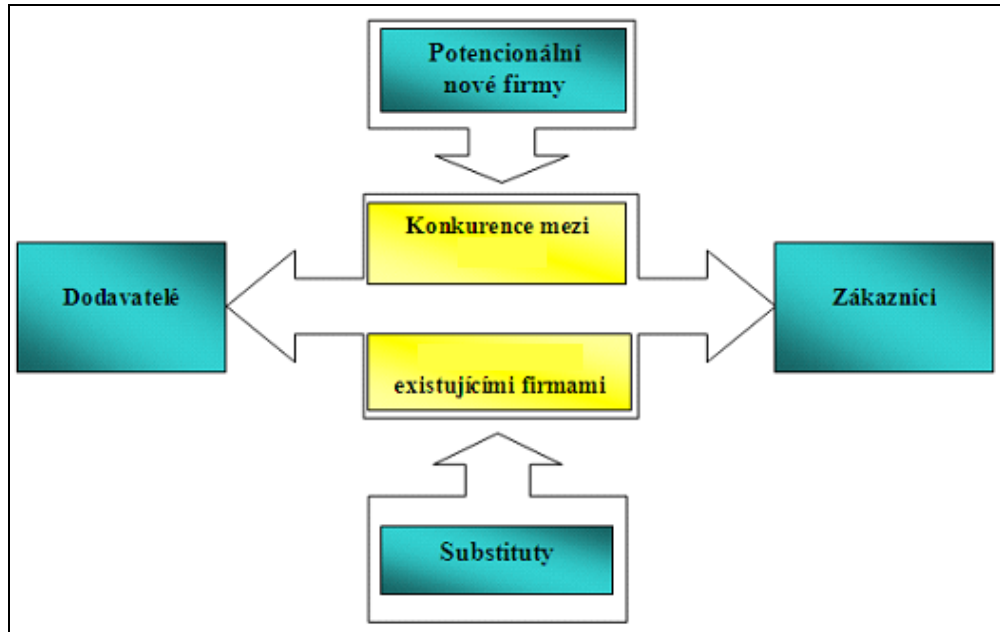 Potencionální
nové firmy
Konkurence mezi
Dodavatelé
Zákazníci
existujícími firmami
Substituty